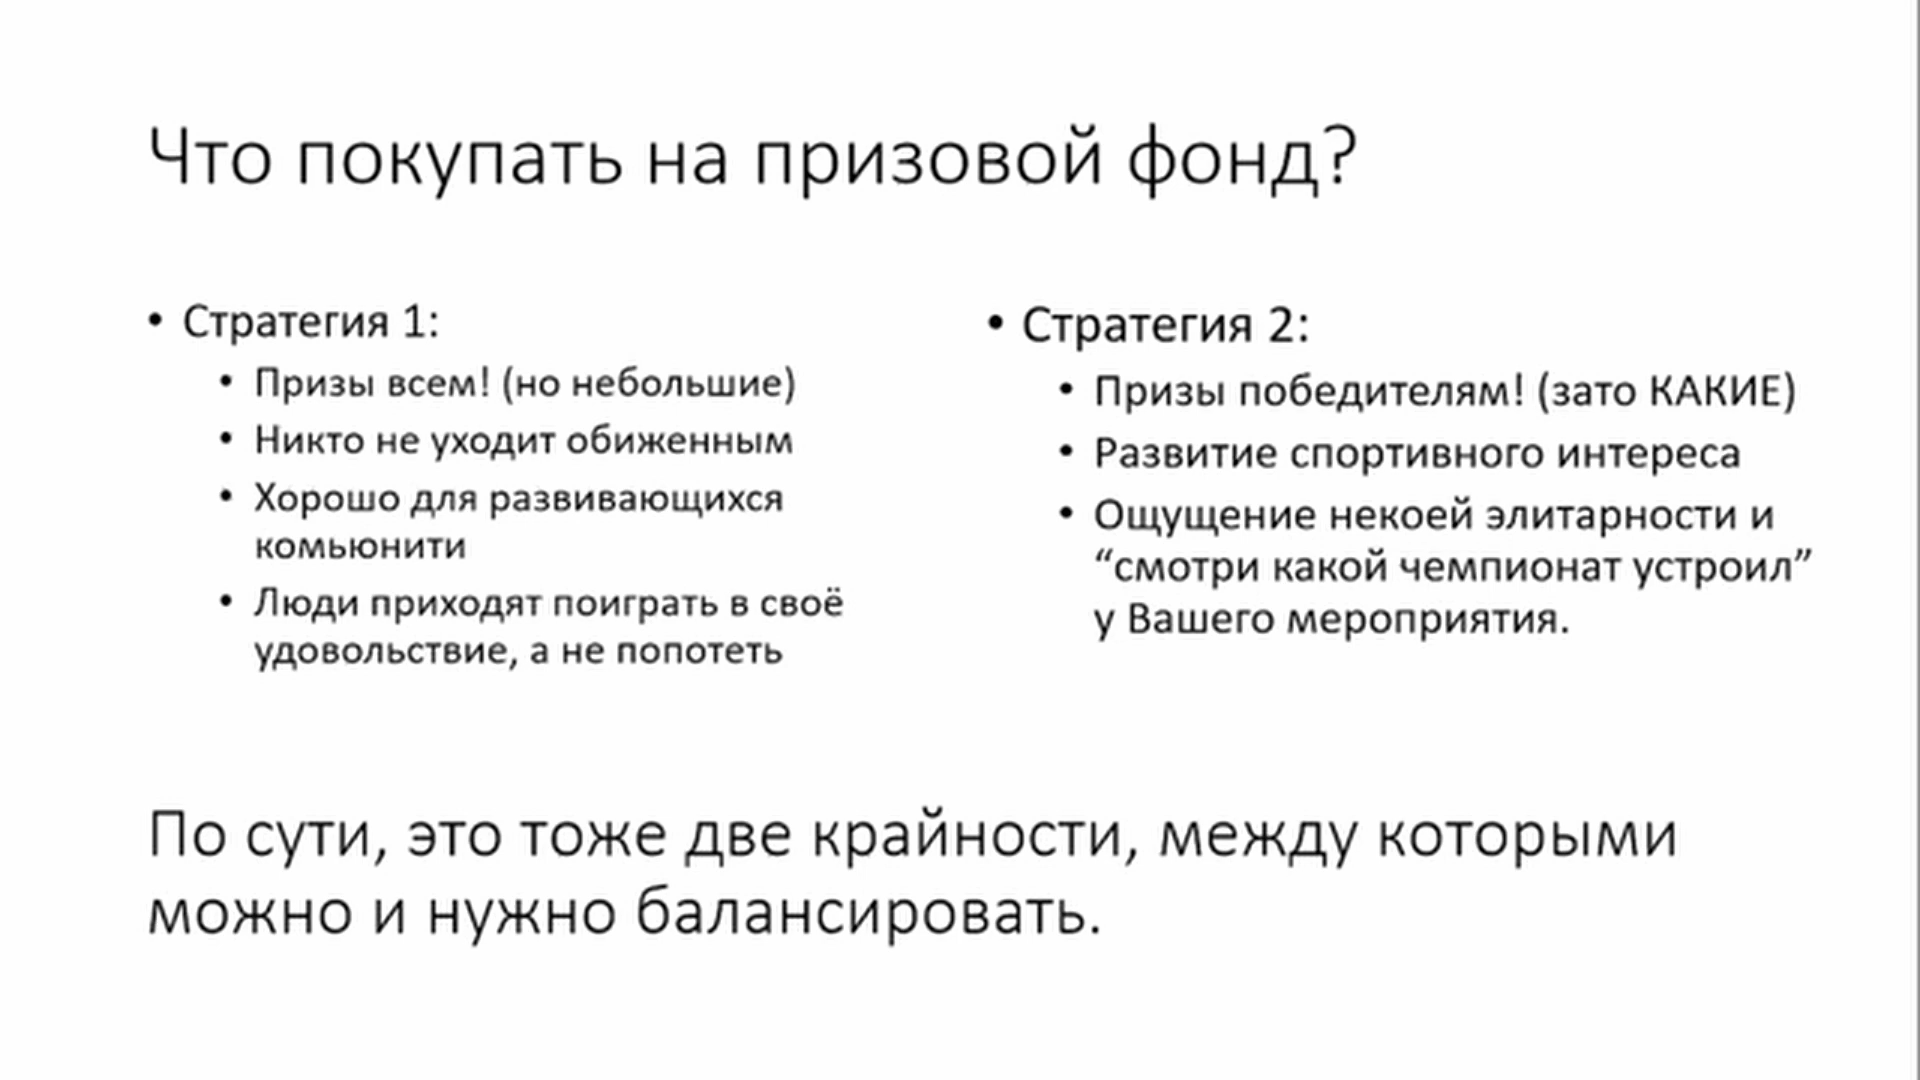 Что покупать на призовой фонд?
• Стратегия 1:
• Призы всем! (но небольшие)
• Никто не уходит обиженным
• Хорошо для развивающихся
комьюнити
• Люди приходят поиграть в своё
удовольствие, а не попотеть
• Стратегия 2:
• Призы победителям! (зато КАКИЕ)
• Развитие спортивного интереса
• Ощущение некоей элитарности и
“смотри какой чемпионат устроил”
у Вашего мероприятия.
По сути, это тоже две крайности, между которыми
можно и нужно балансировать.